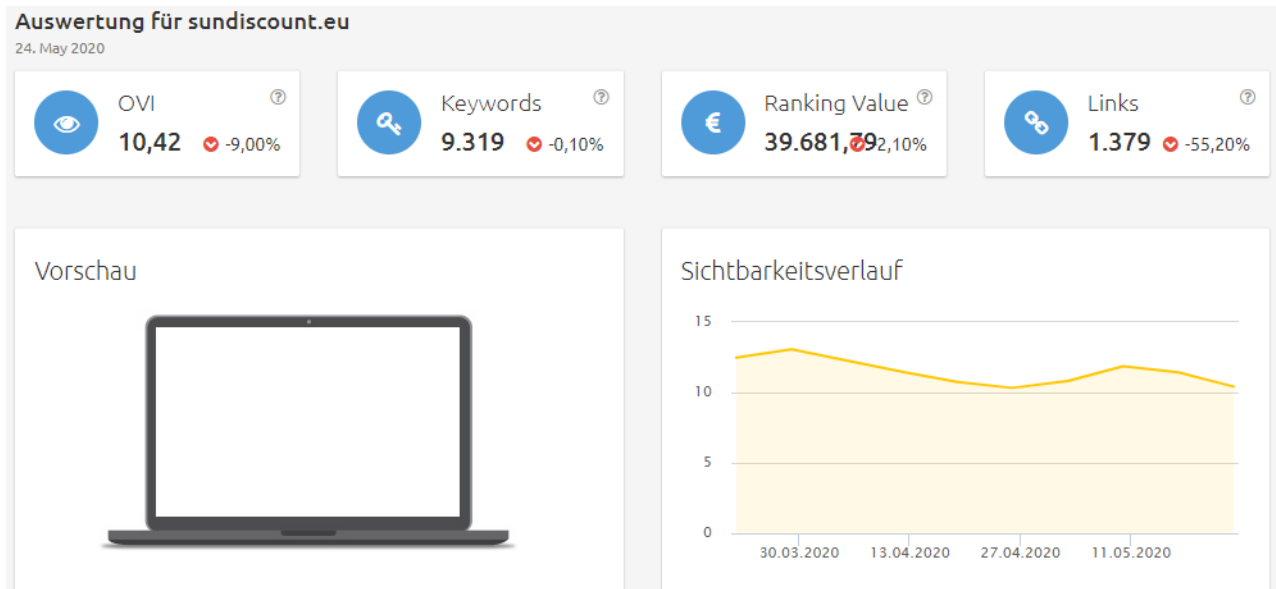 Auswertung für sundiscount.eu
24. May 2020
OVI
10,42 -9,00%
Keywords
9.319 -0,10%
Ranking Value
39.681,79 2,10%
Links
1.379 -55,20%
Vorschau
Sichtbarkeitsverlauf
15
10
5
0
30.03.2020 13.04.2020 27.04.2020 11.05.2020